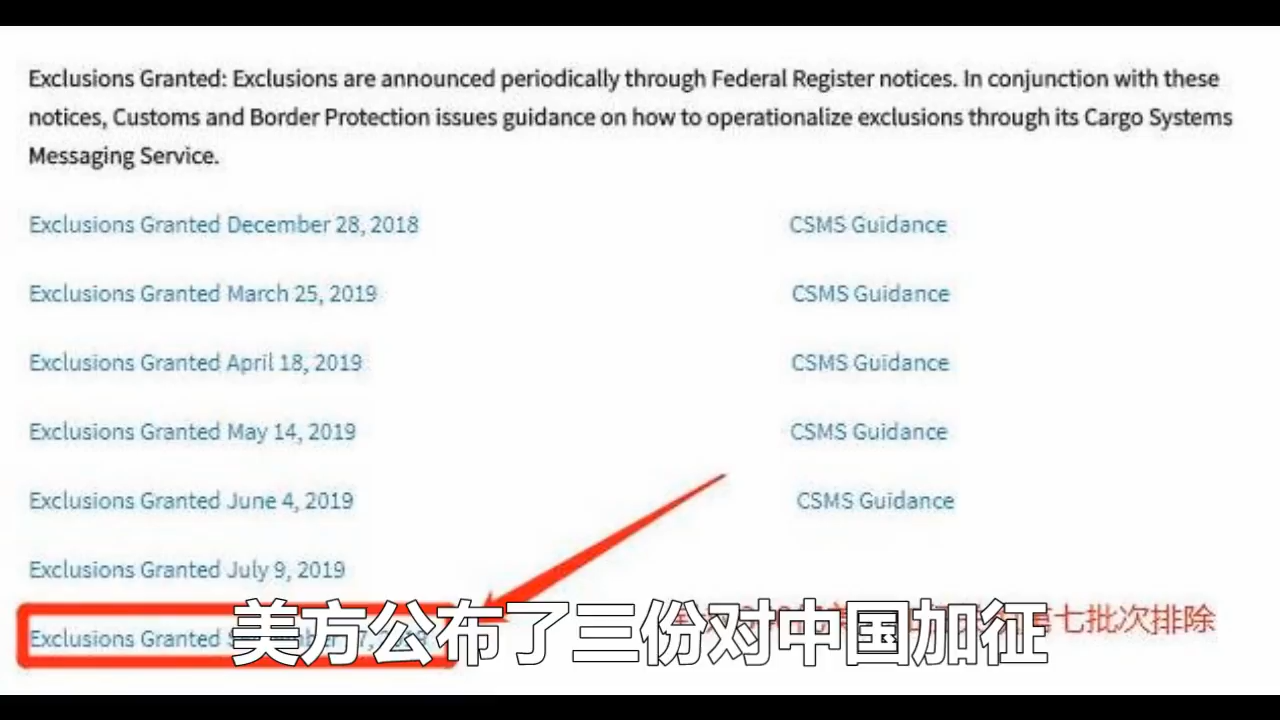 Exclusions Granted: Exclusions are announced periodically through Federal Register notices. In conjunction with these
notices, Customs and Border Protection issues guidance on how to operationalize exclusions through its Cargo Systems
Messaging Service.
Exclusions Granted December 28, 2018 CSMS Guidance
Exclusions Granted March 25, 2019 CSMS Guidance
Exclusions Granted April 18, 2019 CSMS Guidance
Exclusions Granted May 14, 2019 CSMS Guidance
Exclusions Granted June 4, 2019 CSMS Guidance
Exclusions Granted July 9, 2019
Exclusions Granted
第七批次排除
美方公布了三份对中国加征